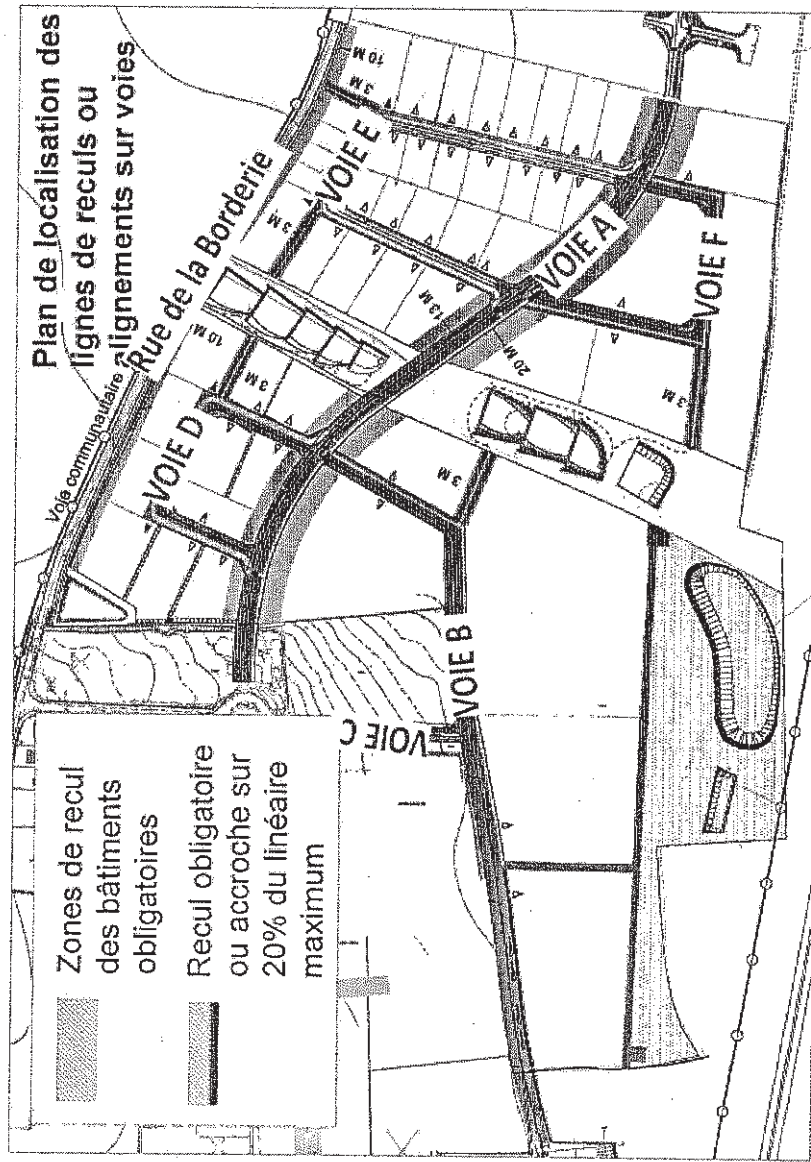 Plan de localisation des
lignes de reculs ou
alignements sur voies
Voie communautaire
Rue de la Borderie
10 M
3 M
VOIE E
3 M
10 M
3 M
VOIE D
13 M
VOIE A
20 M
VOIE F
3 M
3 M
VOIE B
VOIE C
Zones de recul
des bâtiments
obligatoires
Recul obligatoire
ou accroche sur
20% du linéaire
maximum